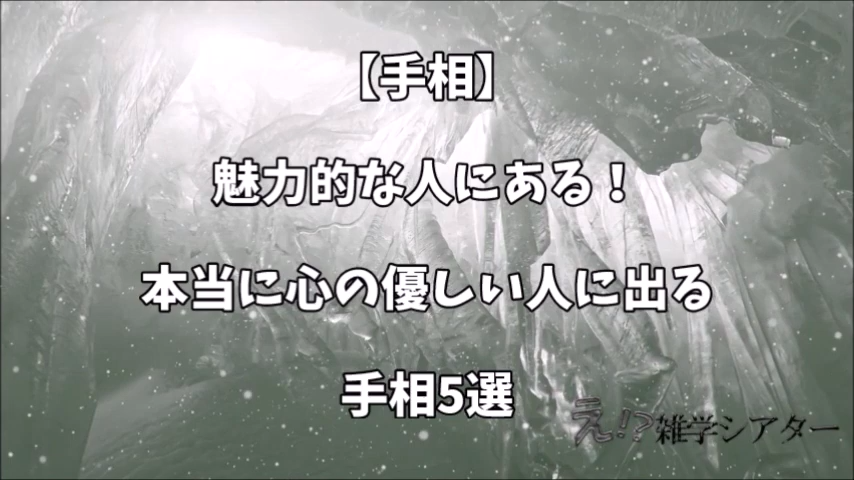 【手相】
魅力的な人にある！
本当に心の優しい人に出る
手相5選
え!?雑学シアター